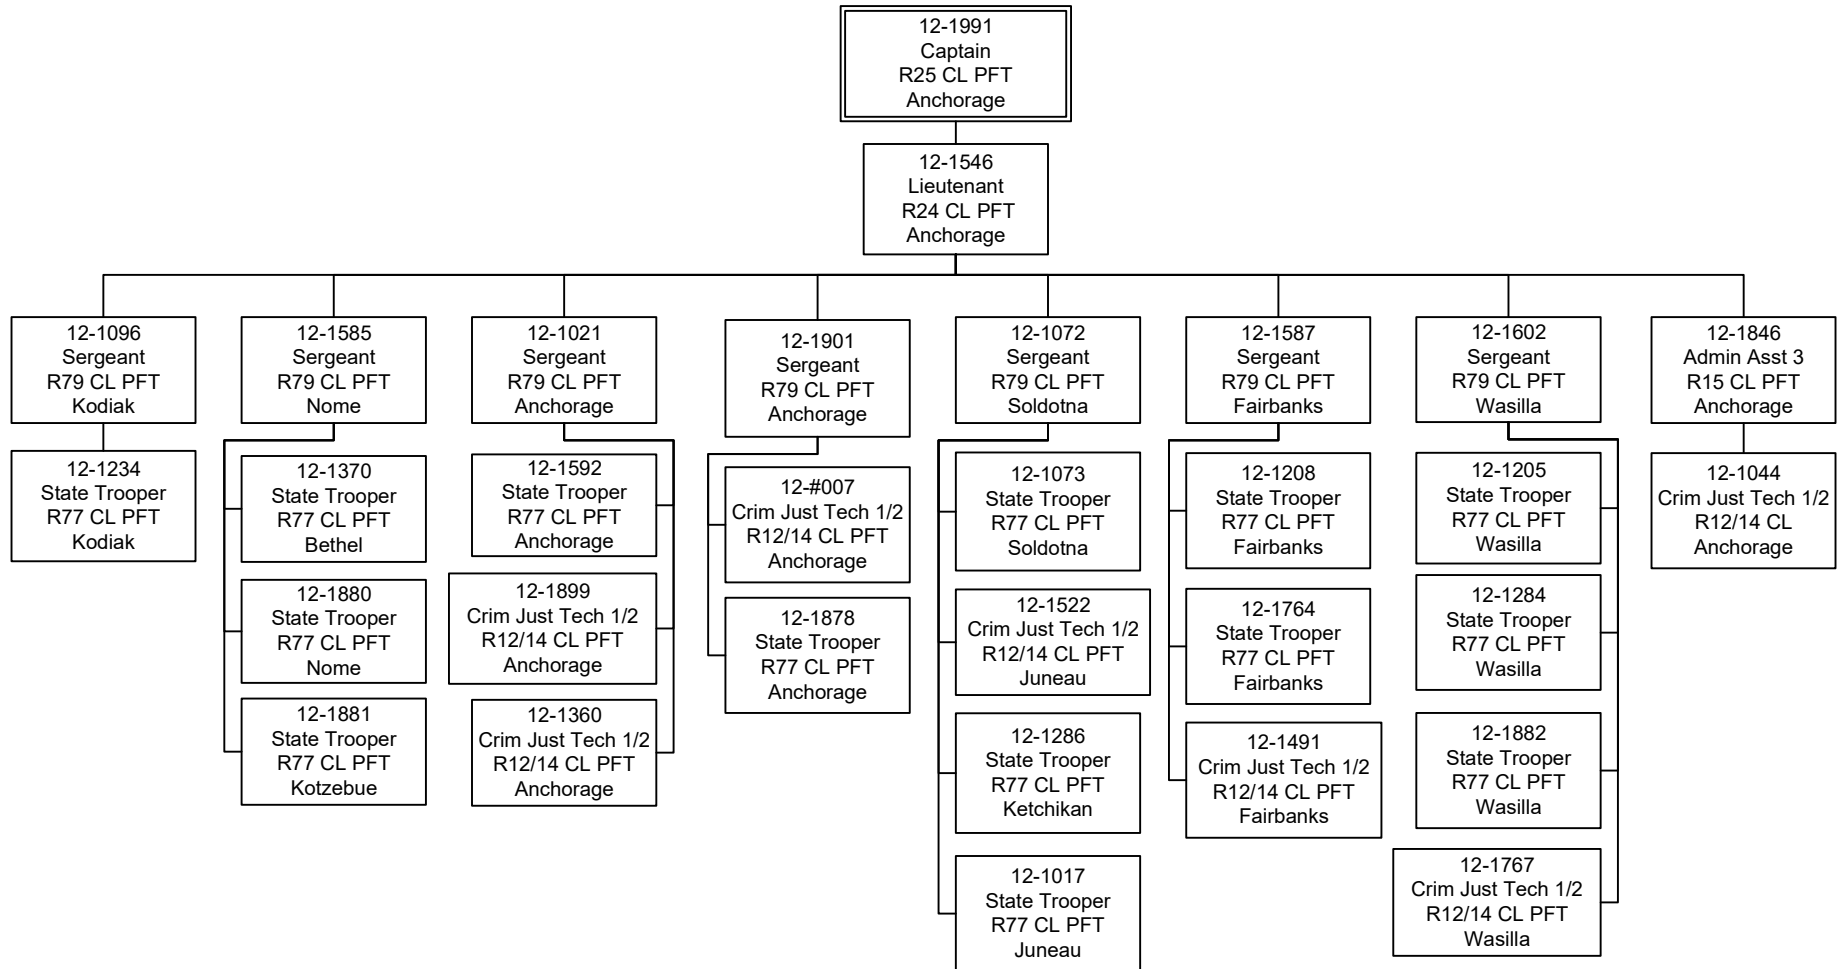 12-1991
Captain
R25 CL PFT
Anchorage
12-1546
Lieutenant
R24 CL PFT
Anchorage
12-1096
Sergeant
R79 CL PFT
Kodiak
12-1585
Sergeant
R79 CL PFT
Nome
12-1021
Sergeant
R79 CL PFT
Anchorage
12-1901
Sergeant
R79 CL PFT
Anchorage
12-1072
Sergeant
R79 CL PFT
Soldotna
12-1587
Sergeant
R79 CL PFT
Fairbanks
12-1602
Sergeant
R79 CL PFT
Wasilla
12-1846
Admin Asst 3
R15 CL PFT
Anchorage
12-1234
State Trooper
R77 CL PFT
Kodiak
12-1370
State Trooper
R77 CL PFT
Bethel
12-1880
State Trooper
R77 CL PFT
Nome
12-1881
State Trooper
R77 CL PFT
Kotzebue
12-1592
State Trooper
R77 CL PFT
Anchorage
12-1899
Crim Just Tech 1/2
R12/14 CL PFT
Anchorage
12-1360
Crim Just Tech 1/2
R12/14 CL PFT
Anchorage
12-#007
Crim Just Tech 1/2
R12/14 CL PFT
Anchorage
12-1878
State Trooper
R77 CL PFT
Anchorage
12-1073
State Trooper
R77 CL PFT
Soldotna
12-1522
Crim Just Tech 1/2
R12/14 CL PFT
Juneau
12-1286
State Trooper
R77 CL PFT
Ketchikan
12-1017
State Trooper
R77 CL PFT
Juneau
12-1208
State Trooper
R77 CL PFT
Fairbanks
12-1764
State Trooper
R77 CL PFT
Fairbanks
12-1491
Crim Just Tech 1/2
R12/14 CL PFT
Fairbanks
12-1205
State Trooper
R77 CL PFT
Wasilla
12-1284
State Trooper
R77 CL PFT
Wasilla
12-1882
State Trooper
R77 CL PFT
Wasilla
12-1767
Crim Just Tech 1/2
R12/14 CL PFT
Wasilla
12-1044
Crim Just Tech 1/2
R12/14 CL
Anchorage